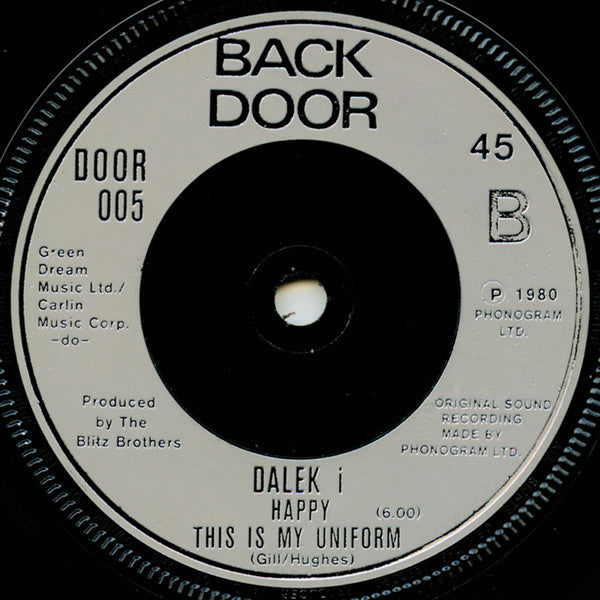 BACK
DOOR
DOOR
005
45
B
Green
Dream
Music Ltd./
Carlin
Music Corp.
-do-
P 1980
PHONOGRAM
LTD.
Produced
by The
Blitz Brothers
ORIGINAL SOUND
RECORDING
MADE BY
PHONOGRAM LTD.
DALEK i
HAPPY (6.00)
THIS IS MY UNIFORM
(Gill/Hughes)